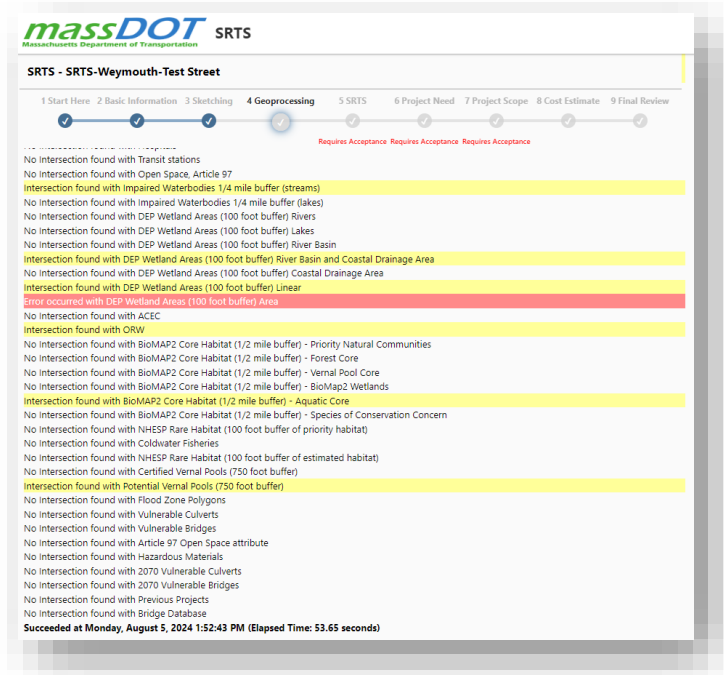 massDOT SRTS
Massachusetts Department of Transportation
SRTS - SRTS-Weymouth-Test Street
1 Start Here 2 Basic Information 3 Sketching 4 Geoprocessing 5 SRTS 6 Project Need 7 Project Scope 8 Cost Estimate 9 Final Review
Requires Acceptance Requires Acceptance Requires Acceptance
No Intersection found with Transit stations
No Intersection found with Open Space, Article 97
Intersection found with Impaired Waterbodies 1/4 mile buffer (streams)
No Intersection found with Impaired Waterbodies 1/4 mile buffer (lakes)
No Intersection found with DEP Wetland Areas (100 foot buffer) Rivers
No Intersection found with DEP Wetland Areas (100 foot buffer) Lakes
No Intersection found with DEP Wetland Areas (100 foot buffer) River Basin
Intersection found with DEP Wetland Areas (100 foot buffer) River Basin and Coastal Drainage Area
No Intersection found with DEP Wetland Areas (100 foot buffer) Coastal Drainage Area
Intersection found with DEP Wetland Areas (100 foot buffer) Linear
Error occurred with DEP Wetland Areas (100 foot buffer) Area
No Intersection found with ACEC
Intersection found with ORW
No Intersection found with BioMAP2 Core Habitat (1/2 mile buffer) - Priority Natural Communities
No Intersection found with BioMAP2 Core Habitat (1/2 mile buffer) - Forest Core
No Intersection found with BioMAP2 Core Habitat (1/2 mile buffer) - Vernal Pool Core
No Intersection found with BioMAP2 Core Habitat (1/2 mile buffer) - BioMap2 Wetlands
Intersection found with BioMAP2 Core Habitat (1/2 mile buffer) - Aquatic Core
No Intersection found with BioMAP2 Core Habitat (1/2 mile buffer) - Species of Conservation Concern
No Intersection found with NHESP Rare Habitat (100 foot buffer of priority habitat)
No Intersection found with Coldwater Fisheries
No Intersection found with NHESP Rare Habitat (100 foot buffer of estimated habitat)
No Intersection found with Certified Vernal Pools (750 foot buffer)
Intersection found with Potential Vernal Pools (750 foot buffer)
No Intersection found with Flood Zone Polygons
No Intersection found with Vulnerable Culverts
No Intersection found with Vulnerable Bridges
No Intersection found with Article 97 Open Space attribute
No Intersection found with Hazardous Materials
No Intersection found with 2070 Vulnerable Culverts
No Intersection found with 2070 Vulnerable Bridges
No Intersection found with Previous Projects
No Intersection found with Bridge Database
Succeeded at Monday, August 5, 2024 1:52:43 PM (Elapsed Time: 53.65 seconds)